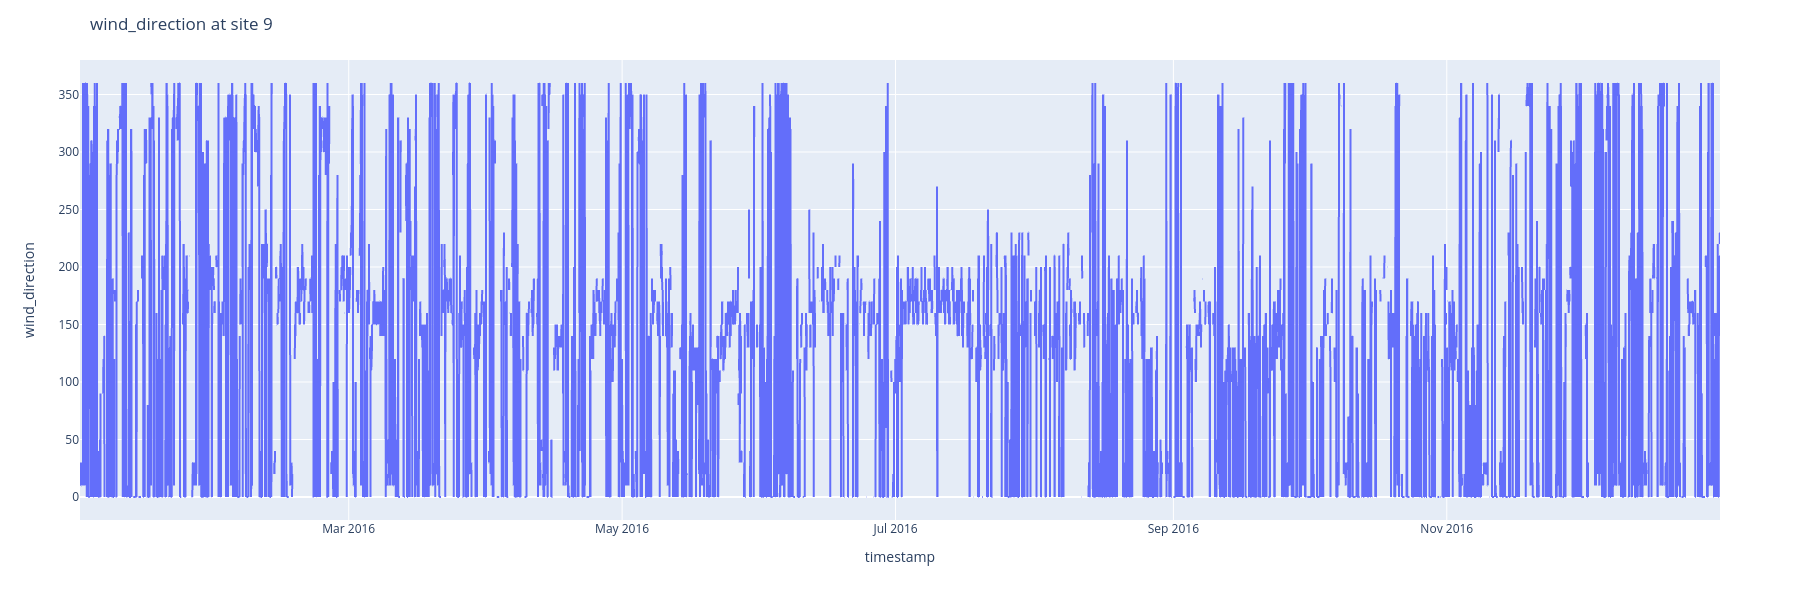 wind_direction at site 9
350
300
250
200
150
100
50
0
wind_direction
Mar 2016
May 2016
Jul 2016
Sep 2016
Nov 2016
timestamp